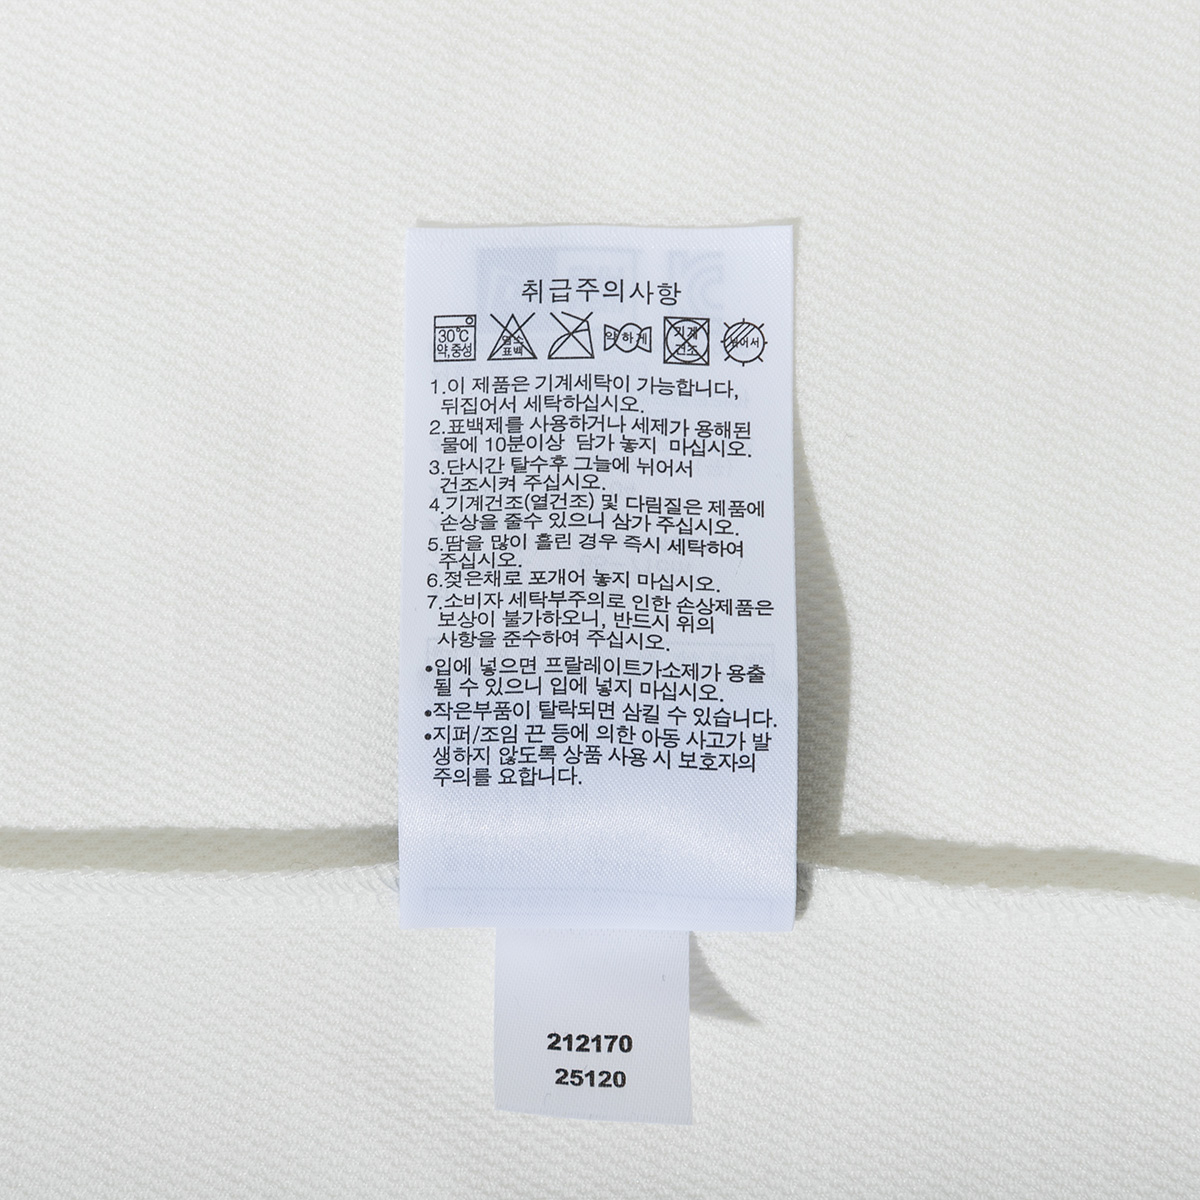 취급주의사항
30℃ 약,중성
염소 표백
약하게
기계 건조
뉘어서
1.이 제품은 기계세탁이 가능합니다,
뒤집어서 세탁하십시오.
2.표백제를 사용하거나 세제가 용해된
물에 10분이상 담가 놓지 마십시오.
3.단시간 탈수후 그늘에 뉘어서
건조시켜 주십시오.
4.기계건조(열건조) 및 다림질은 제품에
손상을 줄수 있으니 삼가 주십시오.
5.땀을 많이 흘린 경우 즉시 세탁하여
주십시오.
6.젖은채로 포개어 놓지 마십시오.
7.소비자 세탁부주의로 인한 손상제품은
보상이 불가하오니, 반드시 위의
사항을 준수하여 주십시오.
•입에 넣으면 프랄레이트가소제가 용출
될 수 있으니 입에 넣지 마십시오.
•작은부품이 탈락되면 삼킬 수 있습니다.
•지퍼/조임 끈 등에 의한 아동 사고가 발
생하지 않도록 상품 사용 시 보호자의
주의를 요합니다.
212170
25120